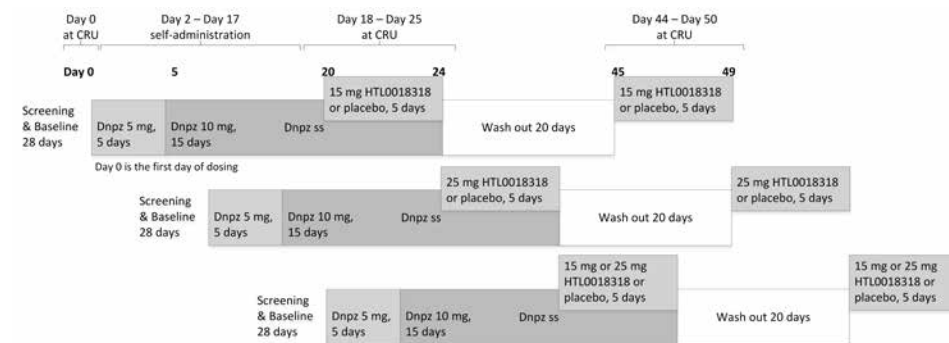 Day 0
at CRU
Day 2 – Day 17
self-administration
Day 18 – Day 25
at CRU
Day 44 – Day 50
at CRU
Day 0
5
20
24
45
49
15 mg HTL0018318
or placebo, 5 days
15 mg HTL0018318
or placebo, 5 days
Screening
& Baseline
28 days
Dnpz 5 mg,
5 days
Dnpz 10 mg,
15 days
Dnpz ss
Wash out 20 days
Day 0 is the first day of dosing
25 mg HTL0018318
or placebo, 5 days
25 mg HTL0018318
or placebo, 5 days
Screening
& Baseline
28 days
Dnpz 5 mg,
5 days
Dnpz 10 mg,
15 days
Dnpz ss
Wash out 20 days
15 mg or 25 mg
HTL0018318 or
placebo, 5 days
15 mg or 25 mg
HTL0018318 or
placebo, 5 days
Screening
& Baseline
28 days
Dnpz 5 mg,
5 days
Dnpz 10 mg,
15 days
Dnpz ss
Wash out 20 days